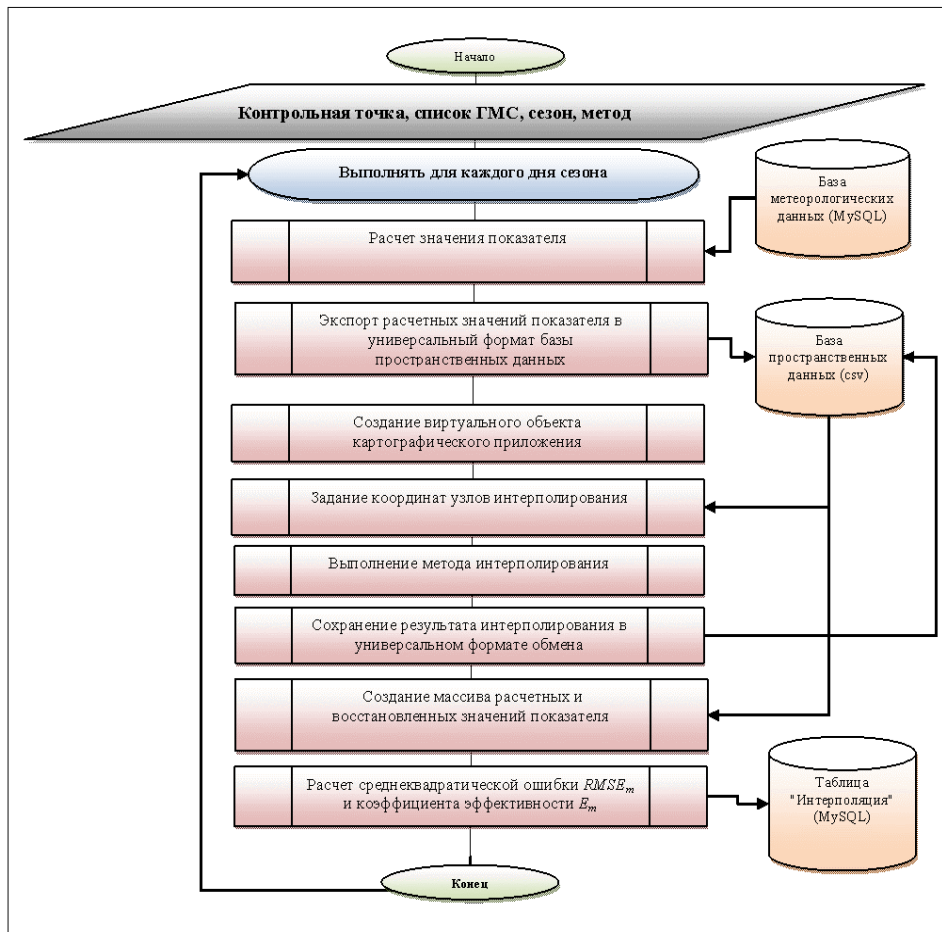 Начало
Контрольная точка, список ГМС, сезон, метод
Выполнять для каждого дня сезона
База
метеорологических
данных (MySQL)
Расчет значения показателя
Экспорт расчетных значений показателя в
универсальный формат базы
пространственных данных
База
пространственных
данных (csv)
Создание виртуального объекта
картографического приложения
Задание координат узлов интерполирования
Выполнение метода интерполирования
Сохранение результата интерполирования в
универсальном формате обмена
Создание массива расчетных и
восстановленных значений показателя
Расчет среднеквадратической ошибки RMSEm
и коэффициента эффективности Em
Таблица
"Интерполяция"
(MySQL)
Конец